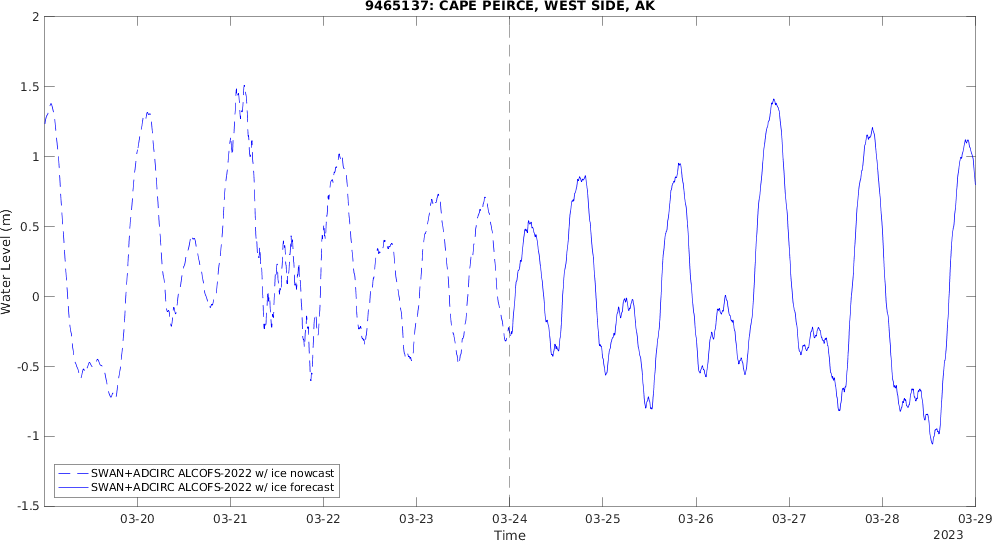 9465137: CAPE PEIRCE, WEST SIDE, AK
Water Level (m)
2
1.5
1
0.5
0
-0.5
-1
-1.5
SWAN+ADCIRC ALCOFS-2022 w/ ice nowcast
SWAN+ADCIRC ALCOFS-2022 w/ ice forecast
03-20 03-21 03-22 03-23 03-24 03-25 03-26 03-27 03-28 03-29
Time
2023